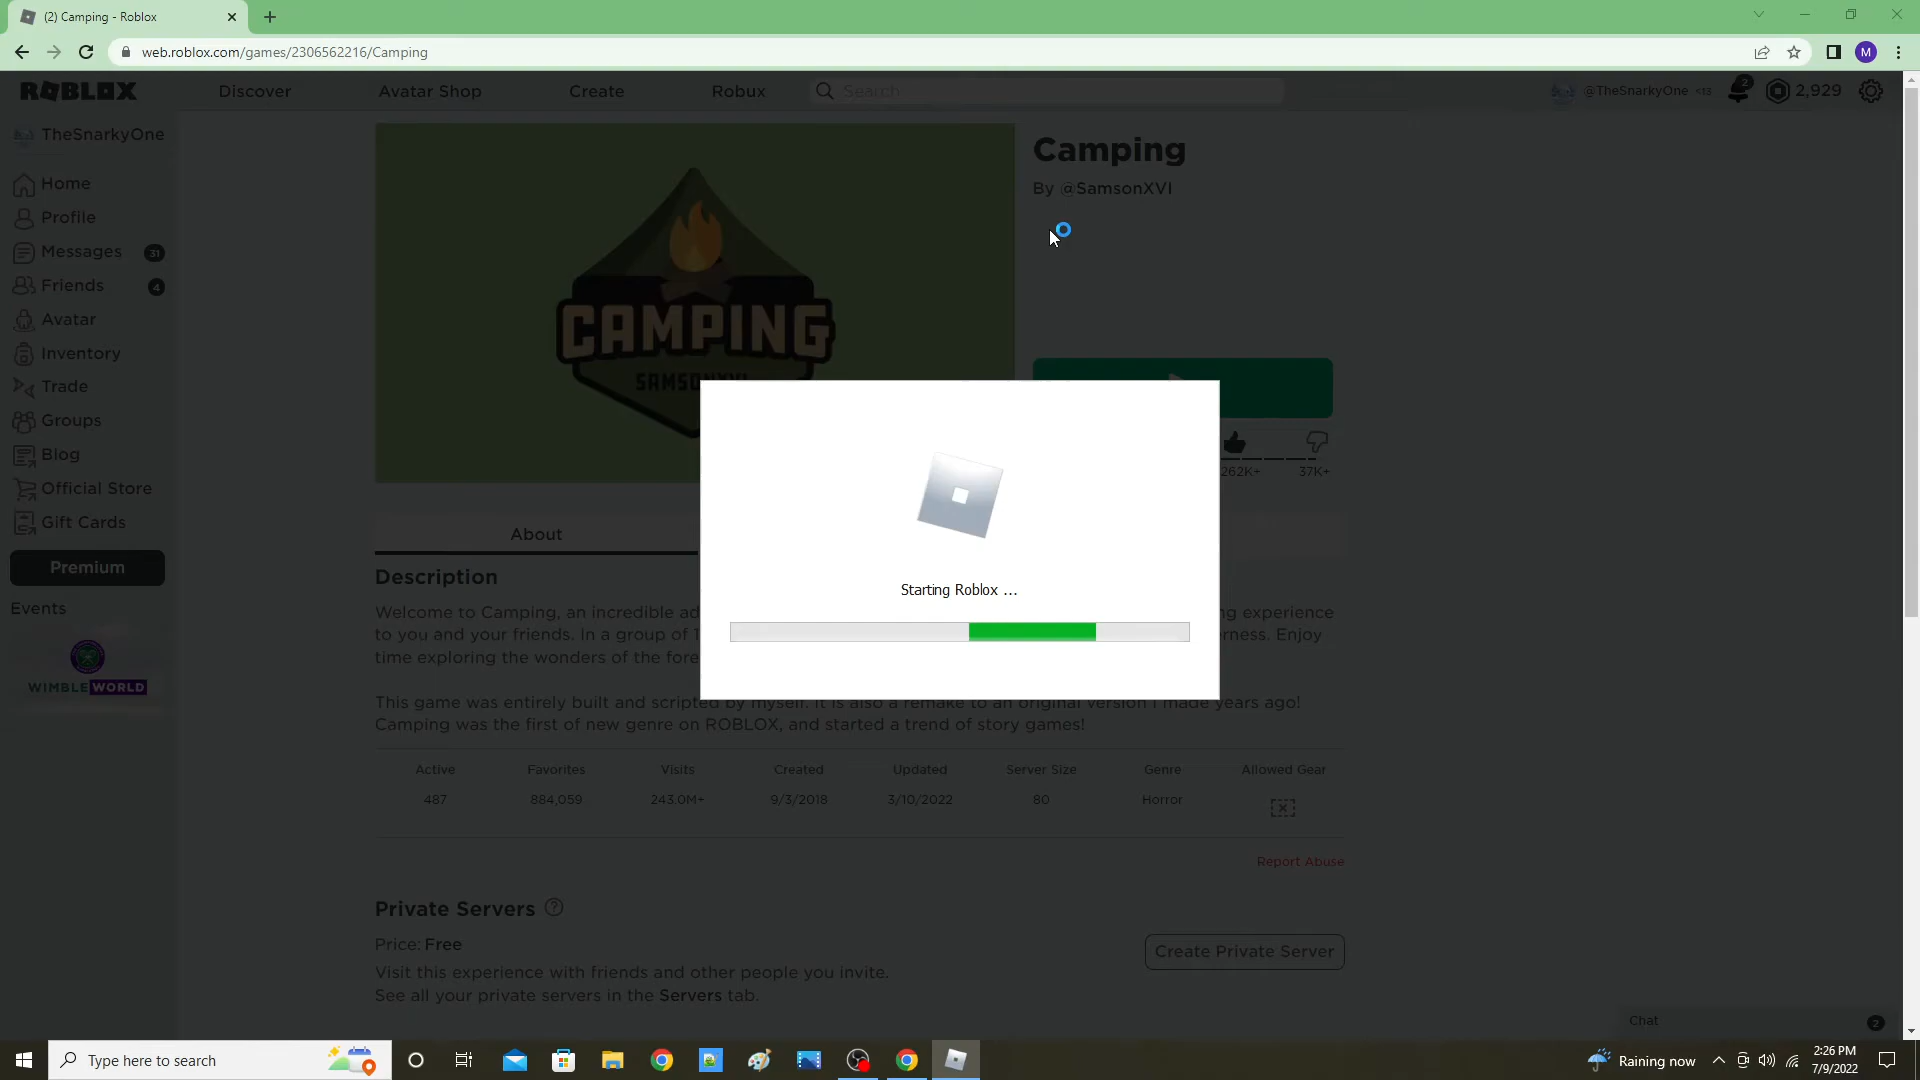 (2) Camping - Roblox
web.roblox.com/games/2306562216/Camping
M
ROBLOX
Discover
Avatar Shop
Create
Robux
Search
@TheSnarkyOne <13
2
2,929
TheSnarkyOne
Home
Profile
Messages 31
Friends 4
Avatar
Inventory
Trade
Groups
Blog
Official Store
Gift Cards
Premium
Events
WIMBLEWORLD
CAMPING
Camping
By @SamsonXVI
262K+
37K+
Starting Roblox ...
About
Description
Welcome to Camping, an incredible ng experience
to you and your friends. In a group of Enjoy
time exploring the wonders of the
This game was entirely built and scripted by myself. It is also a remake to an original version I made years ago!
Camping was the first of new genre on ROBLOX, and started a trend of story games!
Active Favorites Visits Created Updated Server Size Genre Allowed Gear
487 884,059 243.0M+ 9/3/2018 3/10/2022 80 Horror
Report Abuse
Private Servers
Price: Free
Visit this experience with friends and other people you invite.
See all your private servers in the Servers tab.
Create Private Server
Chat
2
Type here to search
Raining now
2:26 PM
7/9/2022